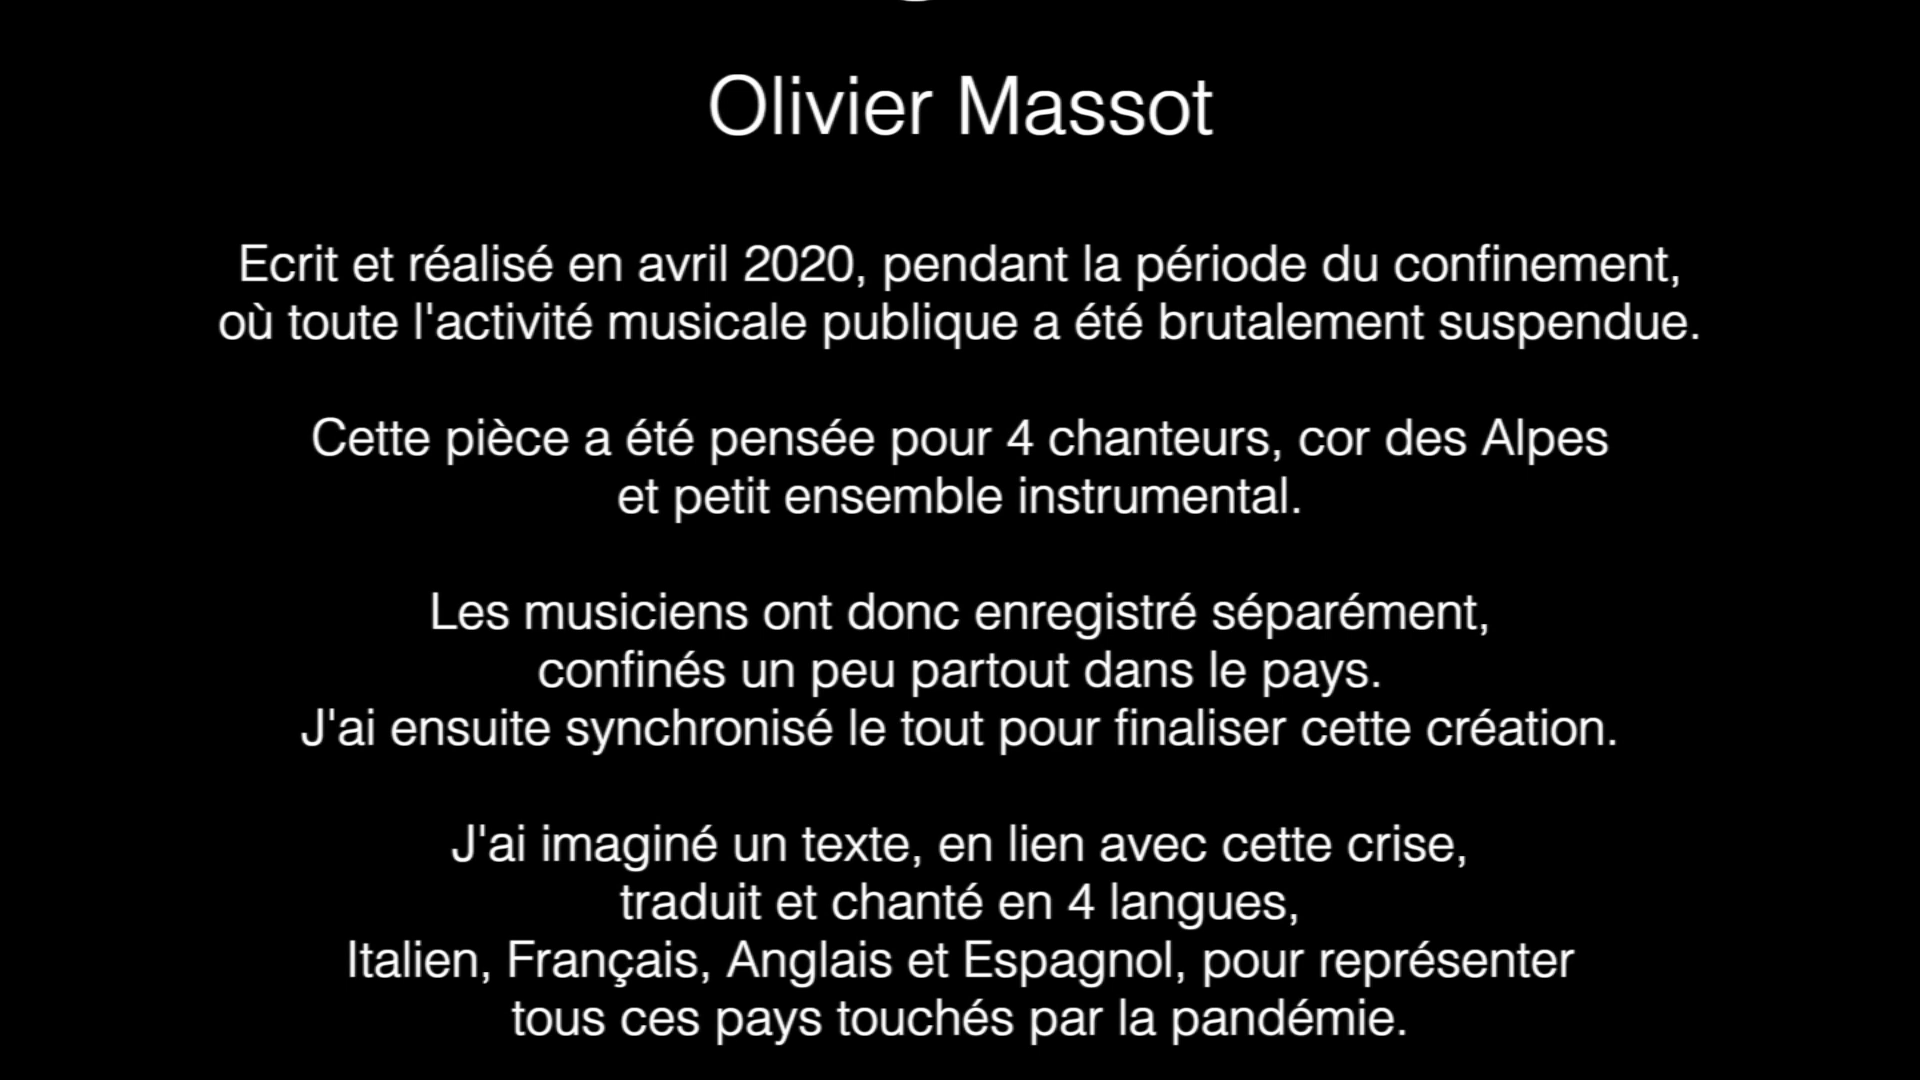 Olivier Massot
Ecrit et réalisé en avril 2020, pendant la période du confinement,
où toute l'activité musicale publique a été brutalement suspendue.
Cette pièce a été pensée pour 4 chanteurs, cor des Alpes
et petit ensemble instrumental.
Les musiciens ont donc enregistré séparément,
confinés un peu partout dans le pays.
J'ai ensuite synchronisé le tout pour finaliser cette création.
J'ai imaginé un texte, en lien avec cette crise,
traduit et chanté en 4 langues,
Italien, Français, Anglais et Espagnol, pour représenter
tous ces pays touchés par la pandémie.